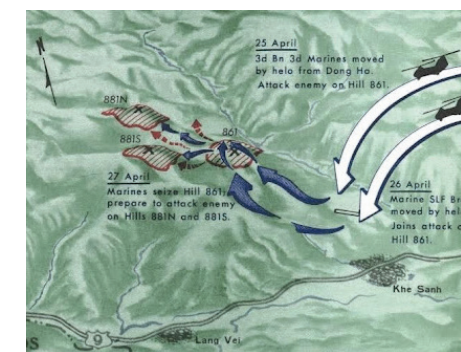 N
25 April
3d Bn 3d Marines moved
by helo from Dong Ha.
Attack enemy on Hill 861.
881N
881S
861
27 April
Marines seize Hill 861;
prepare to attack enemy
on Hills 881N and 881S.
26 April
Marine SLF B
moved by hel
Joins attack o
Hill 861.
Khe Sanh
Lang Vei
9
OS